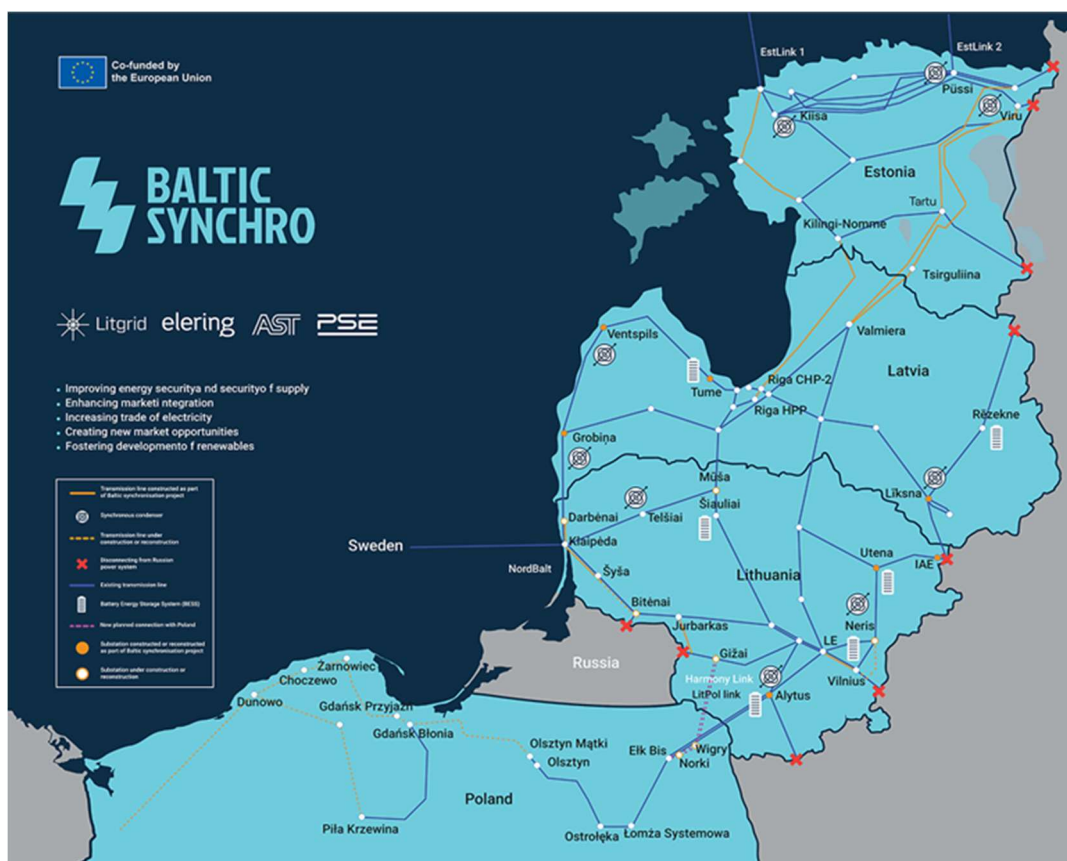 Co-funded by
the European Union
BALTIC
SYNCHRO
Litgrid elering AST PSE
Improving energy securitya nd securityo f supply
Enhancing marketi ntegration
Increasing trade of electricity
Creating new market opportunities
Fostering developmento f renewables
Transmission line constructed as part
of Baltic synchronisation project
Synchronous condenser
Transmission line under
construction or reconstruction
Disconnecting from Russian
power system
Existing transmission line
Battery Energy Storage System (BESS)
New planned connection with Poland
Substation constructed or reconstructed
as part of Baltic synchronisation project
Substation under construction or
reconstruction
EstLink 1
EstLink 2
Püssi
Kiisa
Viru
Estonia
Tartu
Kilingi-Nomme
Tsirguliina
Valmiera
Ventspils
Latvia
Riga CHP-2
Tume
Riga HPP
Rēzekne
Grobiņa
Mūša
Līksna
Šiauliai
Telšiai
Darbėnai
Sweden
Klaipėda
Utena
IAE
NordBalt
Šyša
Lithuania
Bitėnai
Neris
Jurbarkas
LE
Russia
Gižai
Vilnius
Harmony Link
LitPol link
Alytus
Żarnowiec
Choczewo
Dunowo
Gdańsk Przyjaźń
Gdańsk Błonia
Olsztyn Mątki
Olsztyn
Ełk Bis
Wigry
Norki
Poland
Piła Krzewina
Ostrołęka
Łomża Systemowa